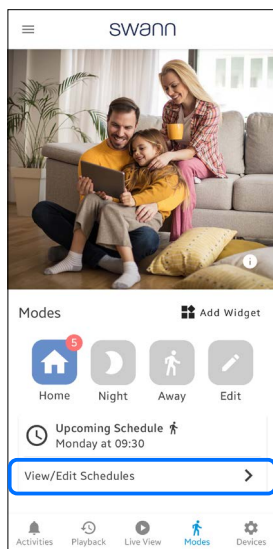 swann
Modes
Add Widget
5
Home Night Away Edit
Upcoming Schedule
Monday at 09:30
View/Edit Schedules
Activities Playback Live View Modes Devices